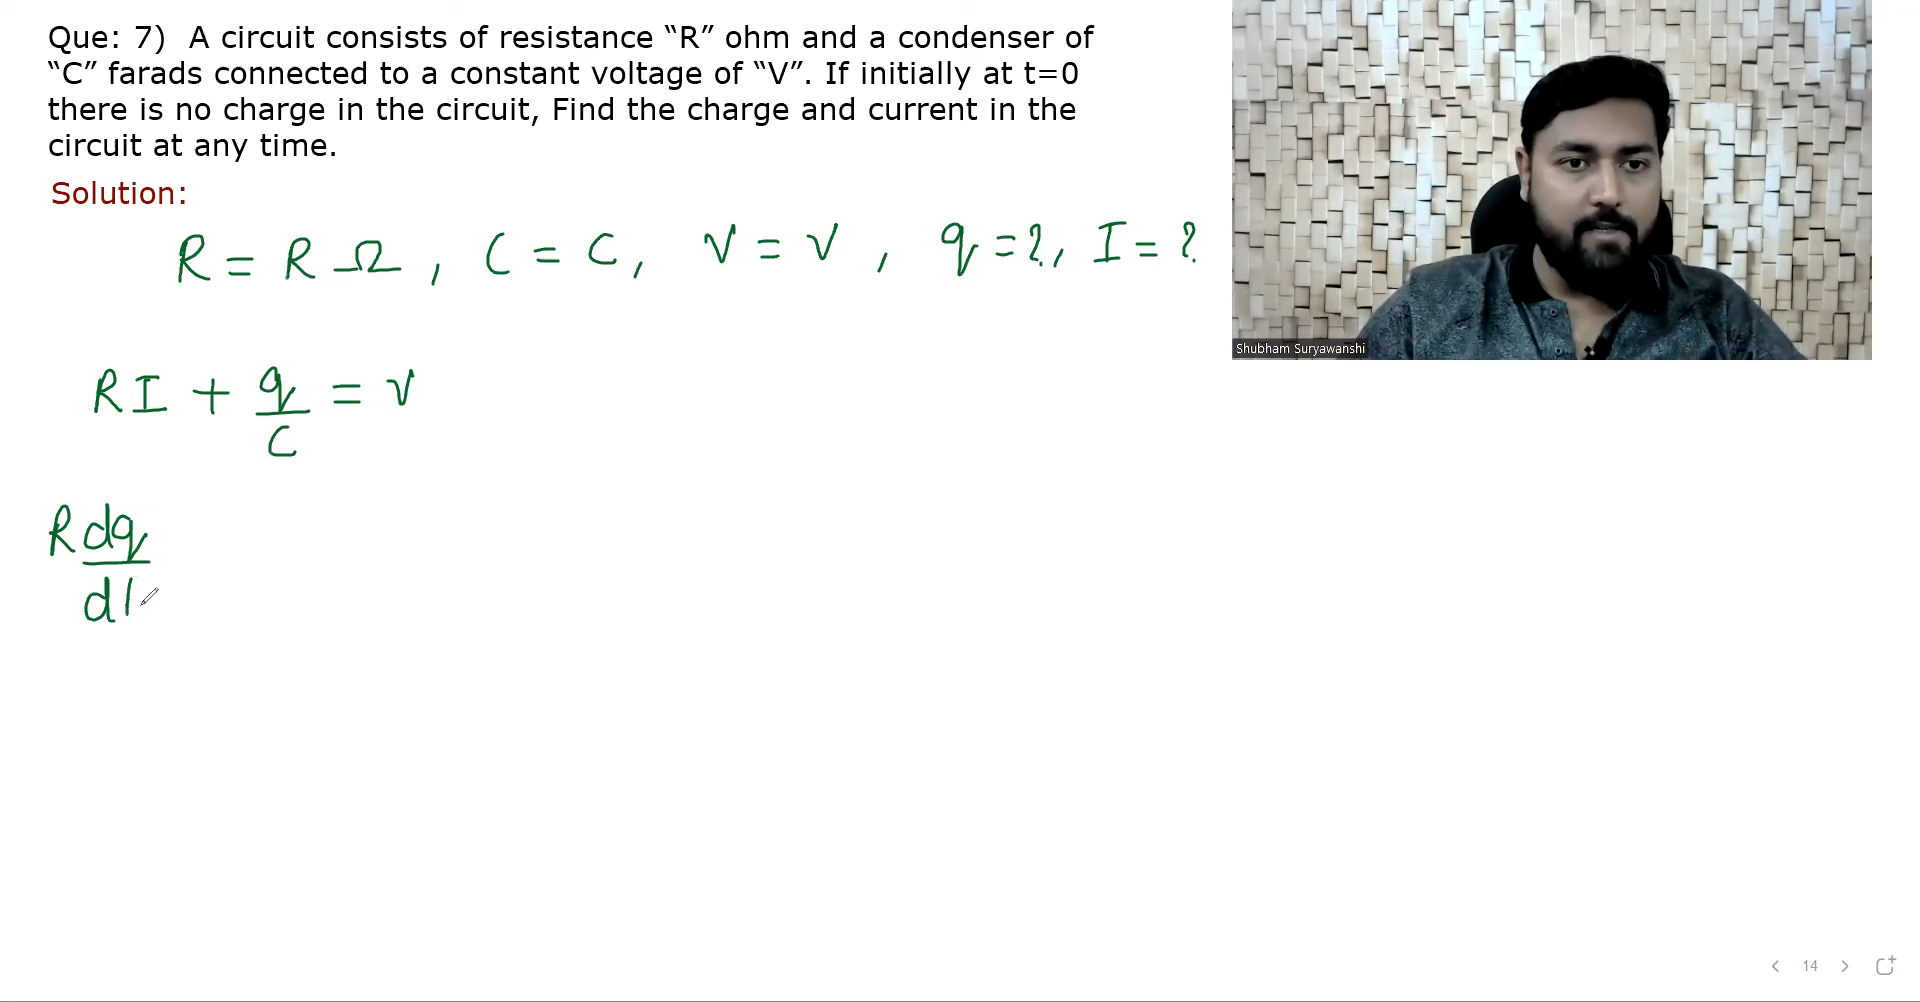 Que: 7) A circuit consists of resistance “R” ohm and a condenser of
“C” farads connected to a constant voltage of “V”. If initially at t=0
there is no charge in the circuit, Find the charge and current in the
circuit at any time.
Solution:
R = R Ω, C = C, V = V, q = ?, I = ?
Shubham Suryawanshi
RI + q/C = V
R dq
d
14